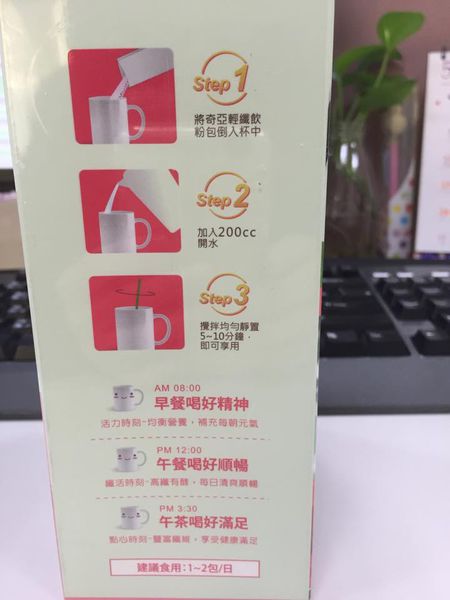 Step 1
將奇亞輕纖飲
粉包倒入杯中
Step 2
加入200cc
開水
Step 3
攪拌均勻靜置
5~10分鐘，
即可享用
AM 08:00
早餐喝好精神
活力時刻-均衡營養，補充每朝元氣
PM 12:00
午餐喝好順暢
纖活時刻-高纖有酵，每日清爽順暢
PM 3:30
午茶喝好滿足
點心時刻-豐富纖維，享受健康滿足
建議食用：1~2包/日